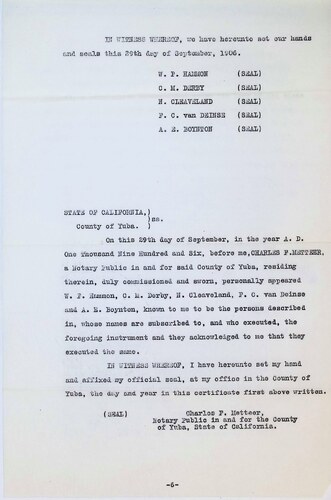 IN WITNESS WHEREOF, we have hereunto set our hands
and seals this 29th day of September, 1906.
W. P. HAMMON (SEAL)
C. M. DERBY (SEAL)
N. CLEAVELAND (SEAL)
F. C. van DEINSE (SEAL)
A. E. BOYNTON (SEAL)
STATE OF CALIFORNIA,)
)ss.
County of Yuba. )
On this 29th day of September, in the year A. D.
One Thousand Nine Hundred and Six, before me, CHARLES F. METTEER,
a Notary Public in and for said County of Yuba, residing
therein, duly commissioned and sworn, personally appeared
W. P. Hammon, C. M. Derby, N. Cleaveland, F. C. van Deinse
and A. E. Boynton, known to me to be the persons described
in, whose names are subscribed to, and who executed, the
foregoing instrument and they acknowledged to me that they
executed the same.
IN WITNESS WHEREOF, I have hereunto set my hand
and affixed my official seal, at my office in the County of
Yuba, the day and year in this certificate first above written.
(SEAL) Charles F. Metteer,
Notary Public in and for the County
of Yuba, State of California.
-6-